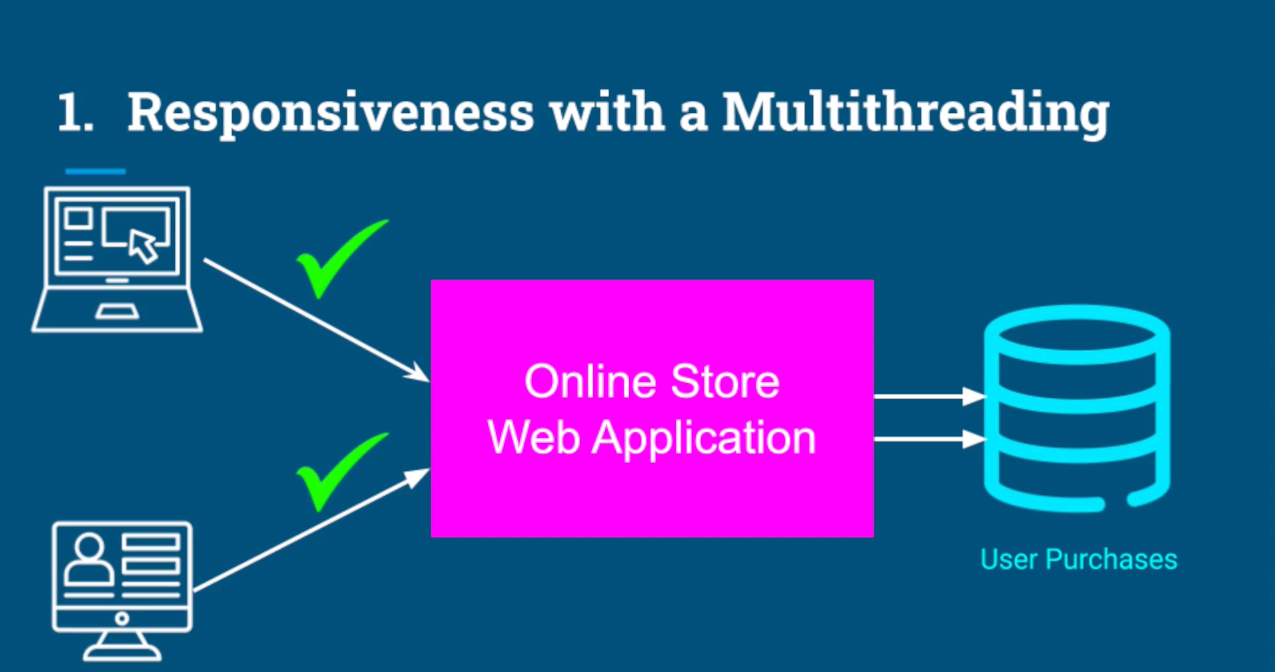 1. Responsiveness with a Multithreading
Online Store
Web Application
User Purchases